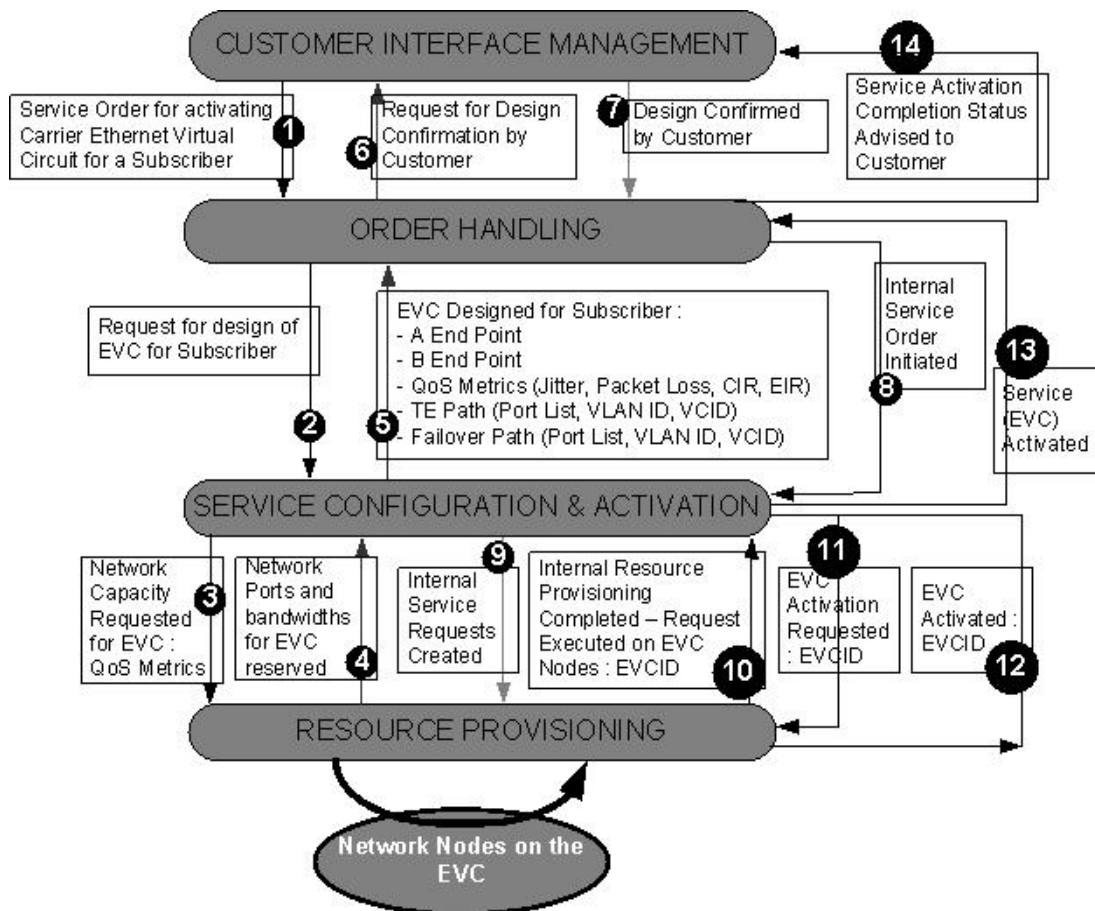 CUSTOMER INTERFACE MANAGEMENT
14
Service Order for activating
Carrier Ethernet Virtual
Circuit for a Subscriber
1
6
Request for Design
Confirmation by
Customer
7
Design Confirmed
by Customer
Service Activation
Completion Status
Advised to
Customer
ORDER HANDLING
Request for design of
EVC for Subscriber
2
5
EVC Designed for Subscriber :
- A End Point
- B End Point
- QoS Metrics (Jitter, Packet Loss, CIR, EIR)
- TE Path (Port List, VLAN ID, VCID)
- Failover Path (Port List, VLAN ID, VCID)
8
Internal
Service
Order
Initiated
13
Service
(EVC)
Activated
SERVICE CONFIGURATION & ACTIVATION
Network
Capacity
Requested
for EVC :
QoS Metrics
3
Network
Ports and
bandwidths
for EVC
reserved
4
9
Internal
Service
Requests
Created
Internal Resource
Provisioning
Completed – Request
Executed on EVC
Nodes : EVCID
10
11
EVC
Activation
Requested
: EVCID
EVC
Activated :
EVCID
12
RESOURCE PROVISIONING
Network Nodes on the
EVC